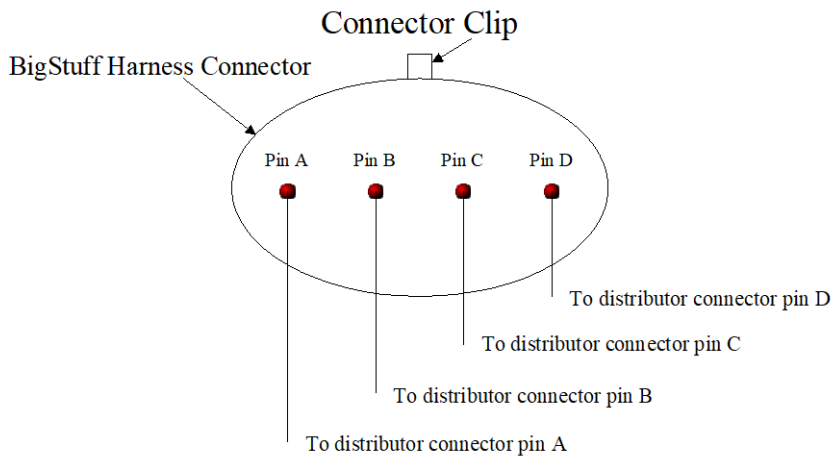 Connector Clip
BigStuff Harness Connector
Pin A
Pin B
Pin C
Pin D
To distributor connector pin D
To distributor connector pin C
To distributor connector pin B
To distributor connector pin A